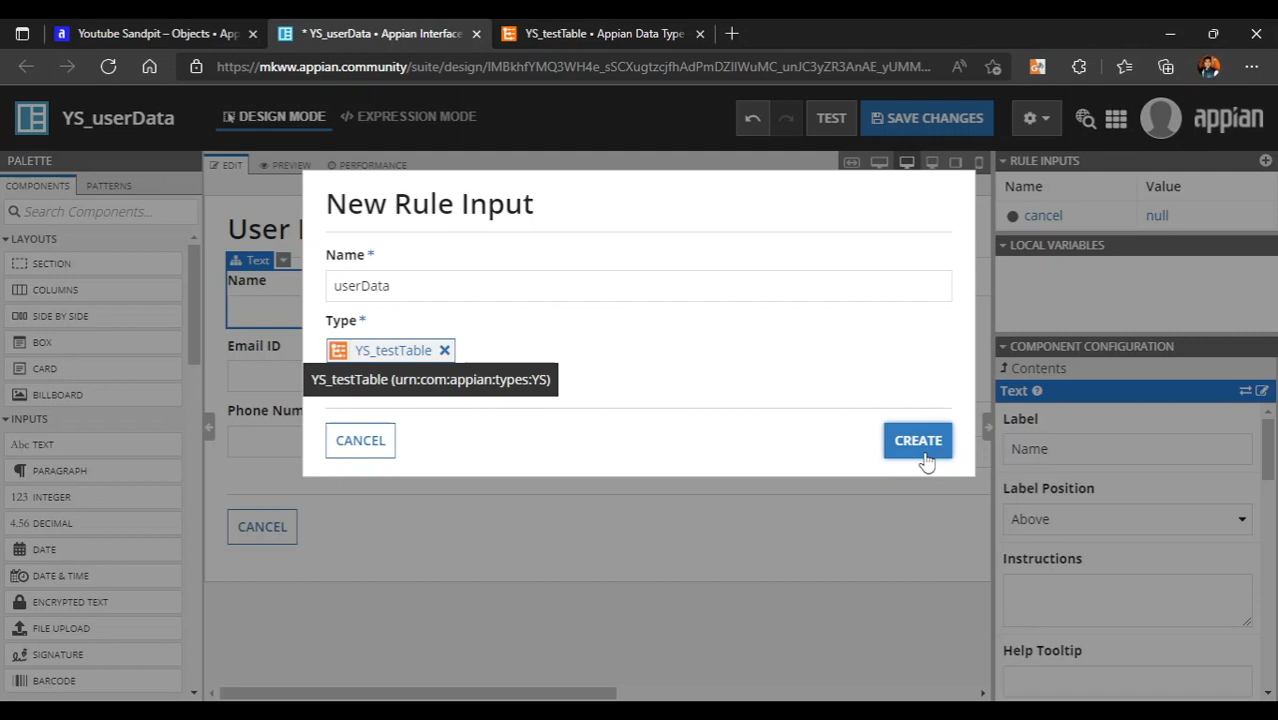 Youtube Sandpit – Objects • App
* YS_userData • Appian Interface
YS_testTable • Appian Data Type
https://mkww.appian.community/suite/design/
YS_userData
DESIGN MODE
EXPRESSION MODE
TEST
SAVE CHANGES
appian
PALETTE
COMPONENTS
PATTERNS
Search Components...
LAYOUTS
SECTION
COLUMNS
SIDE BY SIDE
BOX
CARD
BILLBOARD
INPUTS
Abc TEXT
PARAGRAPH
123 INTEGER
4.56 DECIMAL
DATE
DATE & TIME
ENCRYPTED TEXT
FILE UPLOAD
SIGNATURE
BARCODE
EDIT
PREVIEW
PERFORMANCE
User
Text
Name
Email ID
Phone Num
CANCEL
New Rule Input
Name*
userData
Type*
YS_testTable
YS_testTable (urn:com:appian:types:YS)
CANCEL
CREATE
RULE INPUTS
Name Value
cancel null
LOCAL VARIABLES
COMPONENT CONFIGURATION
Contents
Text
Label
Name
Label Position
Above
Instructions
Help Tooltip